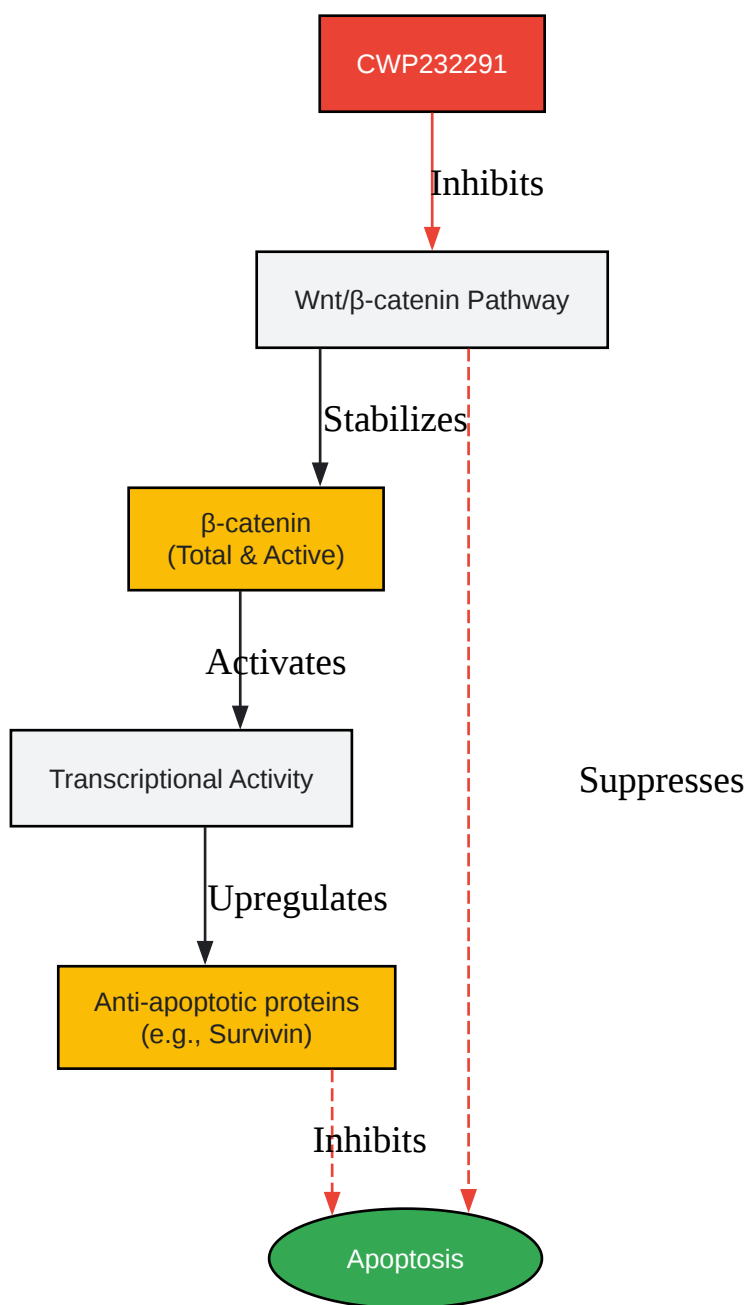 CWP232291
Inhibits
Wnt/β-catenin Pathway
Stabilizes
β-catenin
(Total & Active)
Activates
Transcriptional Activity
Suppresses
Upregulates
Anti-apoptotic proteins
(e.g., Survivin)
Inhibits
Apoptosis